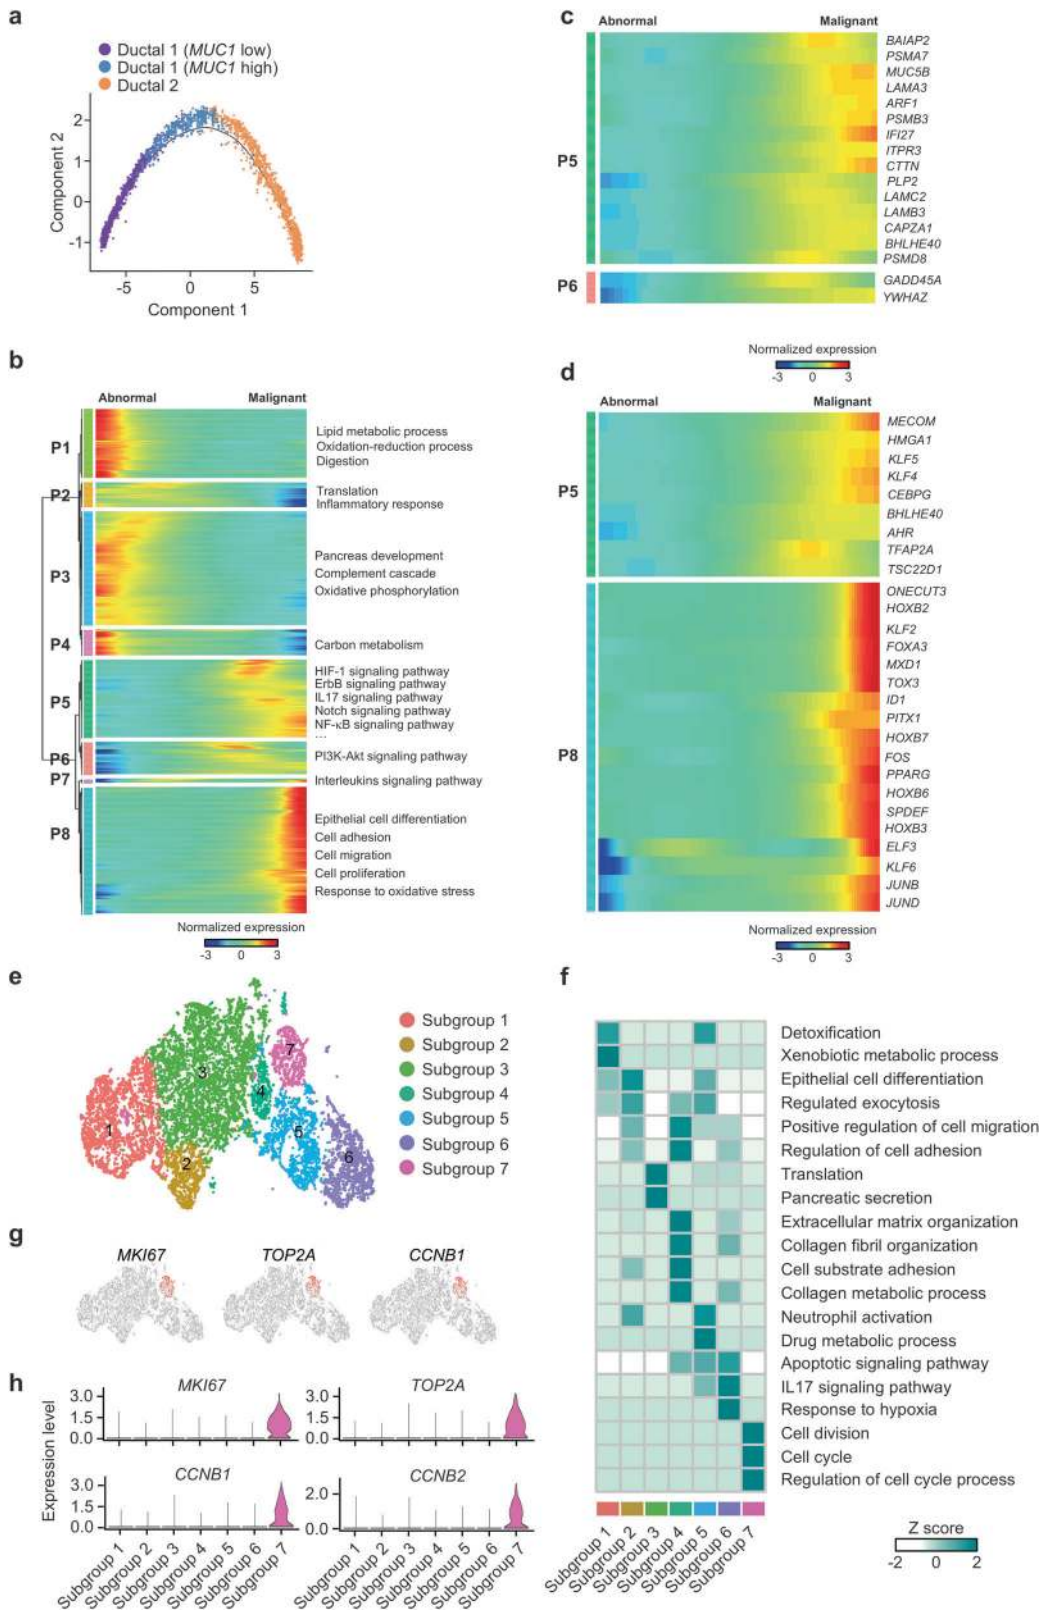 a
Ductal 1 (MUC1 low)
Ductal 1 (MUC1 high)
Ductal 2
Component 2
2
1
0
-1
-5
0
5
Component 1
b
Abnormal
Malignant
P1
Lipid metabolic process
Oxidation-reduction process
Digestion
P2
Translation
Inflammatory response
P3
Pancreas development
Complement cascade
Oxidative phosphorylation
P4
Carbon metabolism
P5
HIF-1 signaling pathway
ErbB signaling pathway
IL17 signaling pathway
Notch signaling pathway
NF-κB signaling pathway
...
P6
PI3K-Akt signaling pathway
P7
Interleukins signaling pathway
P8
Epithelial cell differentiation
Cell adhesion
Cell migration
Cell proliferation
Response to oxidative stress
Normalized expression
-3 0 3
c
Abnormal
Malignant
P5
BAIAP2
PSMA7
MUC5B
LAMA3
ARF1
PSMB3
IFI27
ITPR3
CTTN
PLP2
LAMC2
LAMB3
CAPZA1
BHLHE40
PSMD8
P6
GADD45A
YWHAZ
Normalized expression
-3 0 3
d
Abnormal
Malignant
P5
MECOM
HMGA1
KLF5
KLF4
CEBPG
BHLHE40
AHR
TFAP2A
TSC22D1
P8
ONECUT3
HOXB2
KLF2
FOXA3
MXD1
TOX3
ID1
PITX1
HOXB7
FOS
PPARG
HOXB6
SPDEF
HOXB3
ELF3
KLF6
JUNB
JUND
Normalized expression
-3 0 3
e
1
2
3
4
5
6
7
Subgroup 1
Subgroup 2
Subgroup 3
Subgroup 4
Subgroup 5
Subgroup 6
Subgroup 7
f
Detoxification
Xenobiotic metabolic process
Epithelial cell differentiation
Regulated exocytosis
Positive regulation of cell migration
Regulation of cell adhesion
Translation
Pancreatic secretion
Extracellular matrix organization
Collagen fibril organization
Cell substrate adhesion
Collagen metabolic process
Neutrophil activation
Drug metabolic process
Apoptotic signaling pathway
IL17 signaling pathway
Response to hypoxia
Cell division
Cell cycle
Regulation of cell cycle process
Subgroup 1
Subgroup 2
Subgroup 3
Subgroup 4
Subgroup 5
Subgroup 6
Subgroup 7
Z score
-2 0 2
g
MKI67
TOP2A
CCNB1
h
Expression level
MKI67
3.0
1.5
0.0
TOP2A
3.0
1.5
0.0
CCNB1
3.0
1.5
0.0
CCNB2
2.0
0.0
Subgroup 1
Subgroup 2
Subgroup 3
Subgroup 4
Subgroup 5
Subgroup 6
Subgroup 7
Subgroup 1
Subgroup 2
Subgroup 3
Subgroup 4
Subgroup 5
Subgroup 6
Subgroup 7